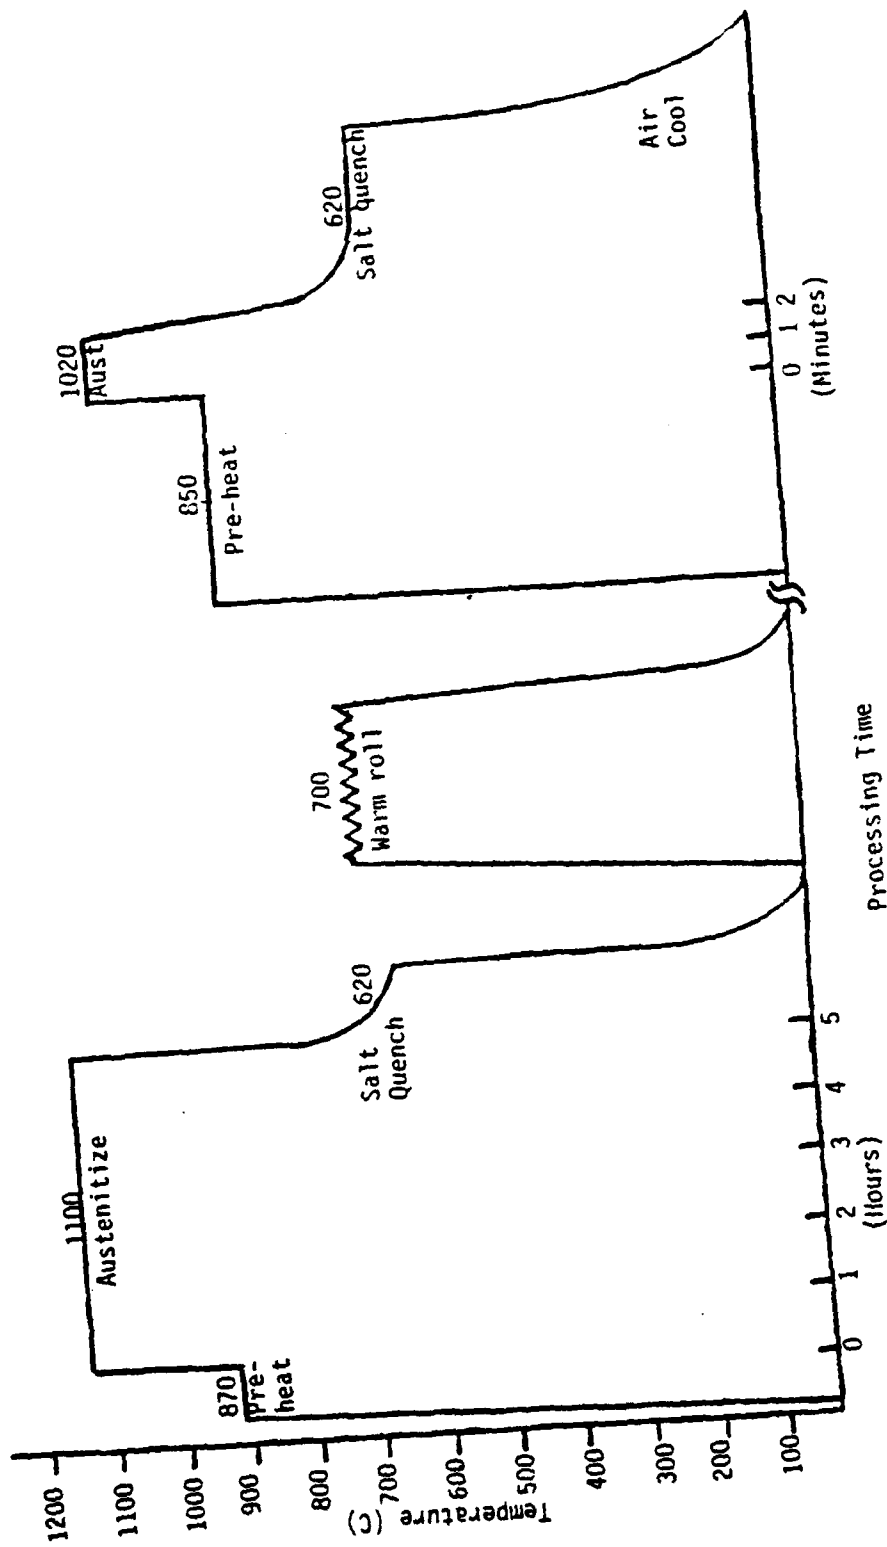 1200
1100
1000
900
800
700
600
500
400
300
200
100
Temperature (C)
870
Pre-
heat
1100
Austenitize
620
Salt
Quench
700
Warm roll
850
Pre-heat
1020
Aust
620
Salt quench
Air
Cool
0 1 2 3 4 5
(Hours)
0 1 2
(Minutes)
Processing Time